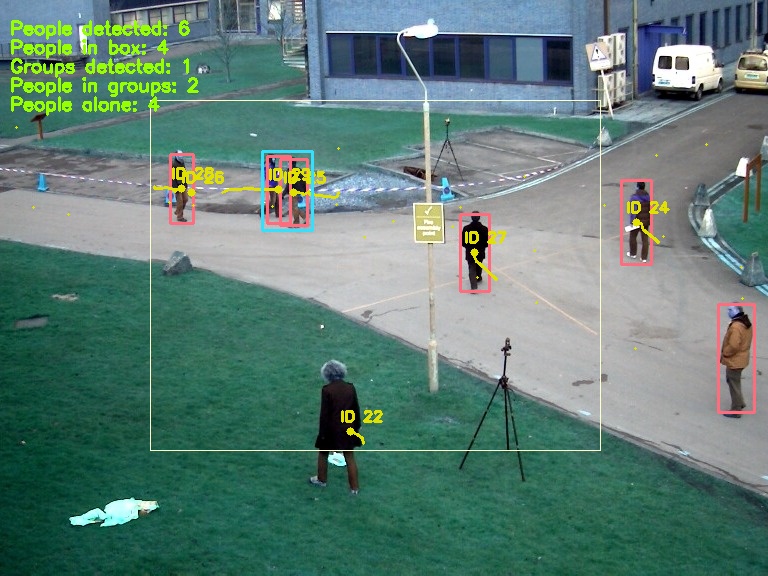 People detected: 6
People in box: 4
Groups detected: 1
People in groups: 2
People alone: 4
ID 24
ID 27
ID 22